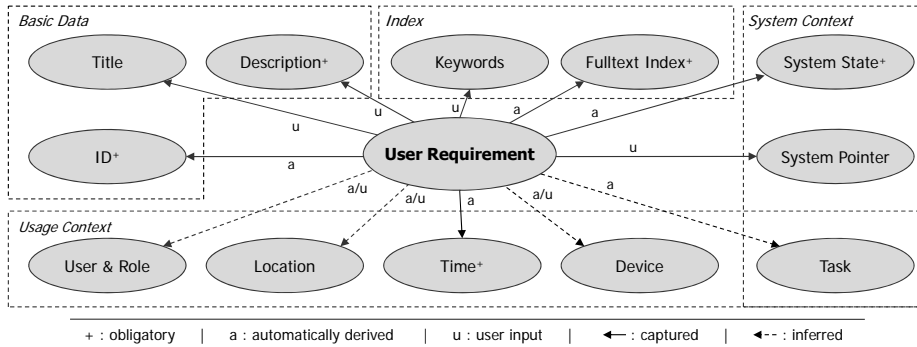 Basic Data
Index
System Context
Title
Description+
Keywords
Fulltext Index+
System State+
u
u
u
a
a
ID+
a
User Requirement
u
System Pointer
a/u
a/u
a
a/u
a
Usage Context
User & Role
Location
Time+
Device
Task
+ : obligatory | a : automatically derived | u : user input | : captured | : inferred